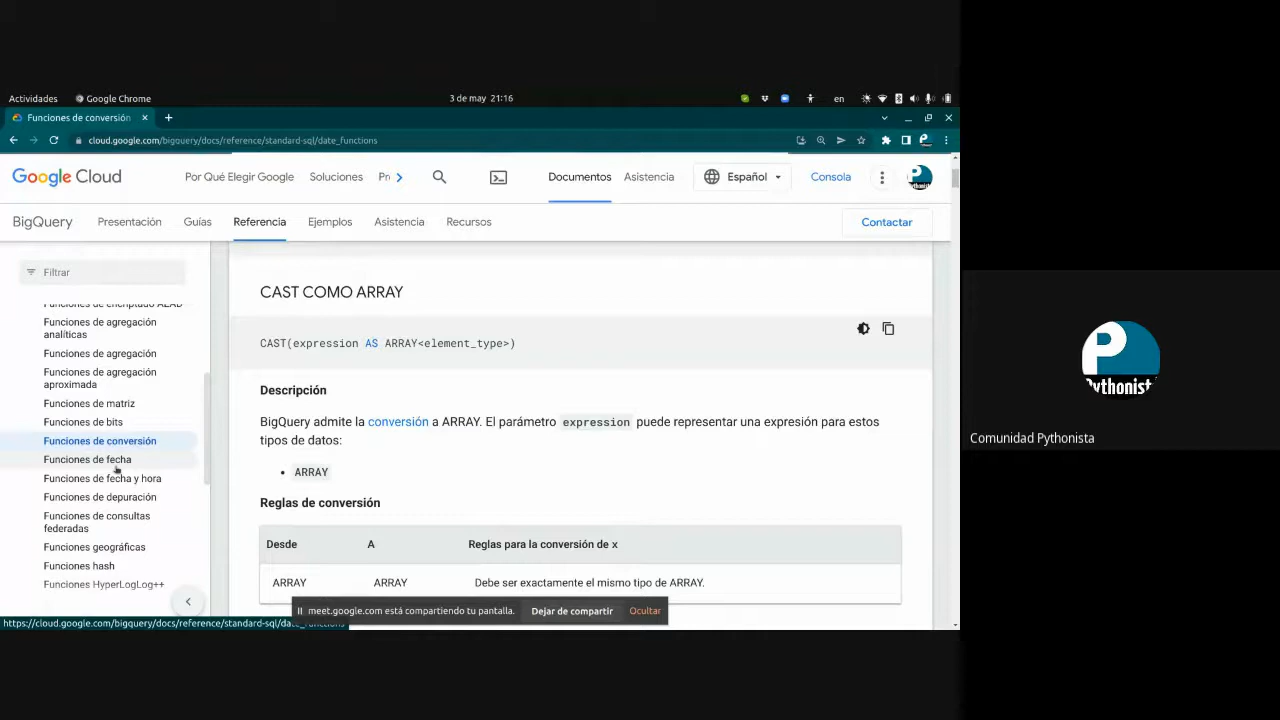 Actividades
Google Chrome
3 de may 21:16
en
Funciones de conversión
cloud.google.com/bigquery/docs/reference/standard-sql/date_functions
Google Cloud
Por Qué Elegir Google
Soluciones
Pr
Documentos
Asistencia
Español
Consola
BigQuery
Presentación
Guías
Referencia
Ejemplos
Asistencia
Recursos
Contactar
Filtrar
Funciones de encriptado AEAD
Funciones de agregación
analíticas
Funciones de agregación
Funciones de agregación
aproximada
Funciones de matriz
Funciones de bits
Funciones de conversión
Funciones de fecha
Funciones de fecha y hora
Funciones de depuración
Funciones de consultas
federadas
Funciones geográficas
Funciones hash
Funciones HyperLogLog++
CAST COMO ARRAY
CAST(expression AS ARRAY<element_type>)
Descripción
BigQuery admite la conversión a ARRAY. El parámetro expression puede representar una expresión para estos
tipos de datos:
• ARRAY
Reglas de conversión
Desde A Reglas para la conversión de x
ARRAY ARRAY Debe ser exactamente el mismo tipo de ARRAY.
meet.google.com está compartiendo tu pantalla.
Dejar de compartir
Ocultar
https://cloud.google.com/bigquery/docs/reference/standard-sql/date_functions
Pythonist
Comunidad Pythonista